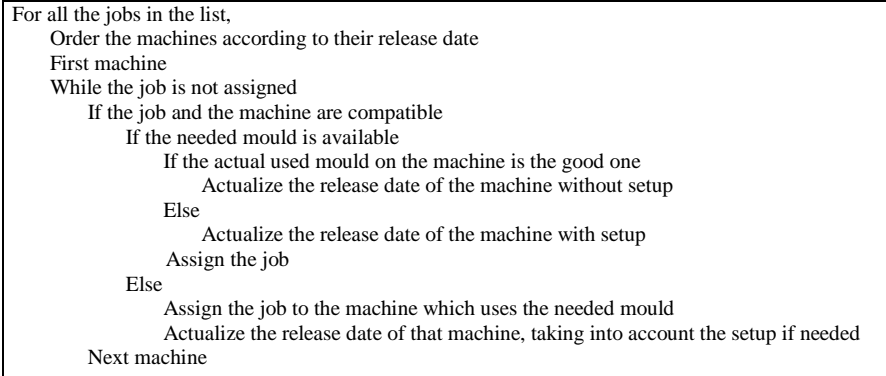 For all the jobs in the list,
Order the machines according to their release date
First machine
While the job is not assigned
If the job and the machine are compatible
If the needed mould is available
If the actual used mould on the machine is the good one
Actualize the release date of the machine without setup
Else
Actualize the release date of the machine with setup
Assign the job
Else
Assign the job to the machine which uses the needed mould
Actualize the release date of that machine, taking into account the setup if needed
Next machine